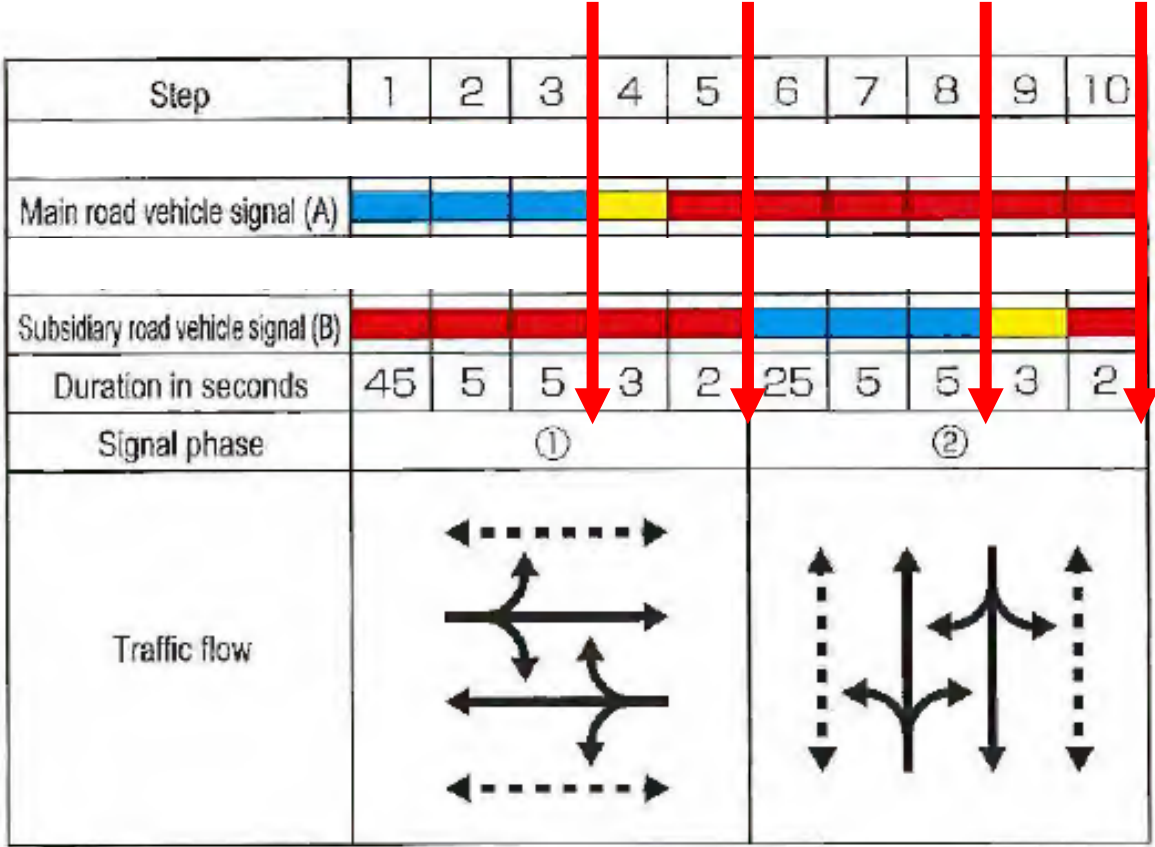 Step 1 2 3 4 5 6 7 8 9 10
Main road vehicle signal (A)
Subsidiary road vehicle signal (B)
Duration in seconds 45 5 5 3 2 25 5 5 3 2
Signal phase ① ②
Traffic flow